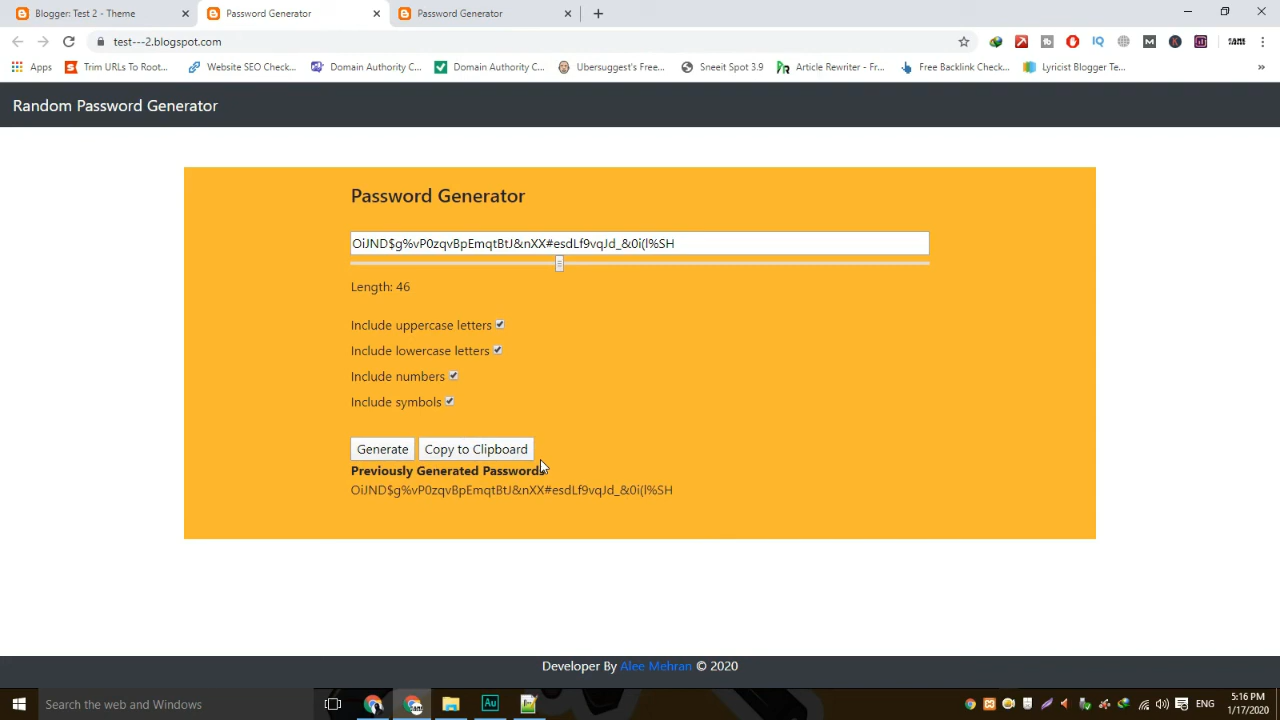 Blogger: Test 2 - Theme
Password Generator
Password Generator
test---2.blogspot.com
Apps
Trim URLs To Root...
Website SEO Check...
Domain Authority C...
Domain Authority C...
Ubersuggest's Free...
Sneeit Spot 3.9
Article Rewriter - Fr...
Free Backlink Check...
Lyricist Blogger Te...
Random Password Generator
Password Generator
OiJND$g%vP0zqvBpEmqtBtJ&nXX#esdLf9vqJd_&0i(l%SH
Length: 46
Include uppercase letters
Include lowercase letters
Include numbers
Include symbols
Generate Copy to Clipboard
Previously Generated Passwords
OiJND$g%vP0zqvBpEmqtBtJ&nXX#esdLf9vqJd_&0i(l%SH
Developer By Alee Mehran © 2020
Search the web and Windows
Au
ENG
5:16 PM
1/17/2020